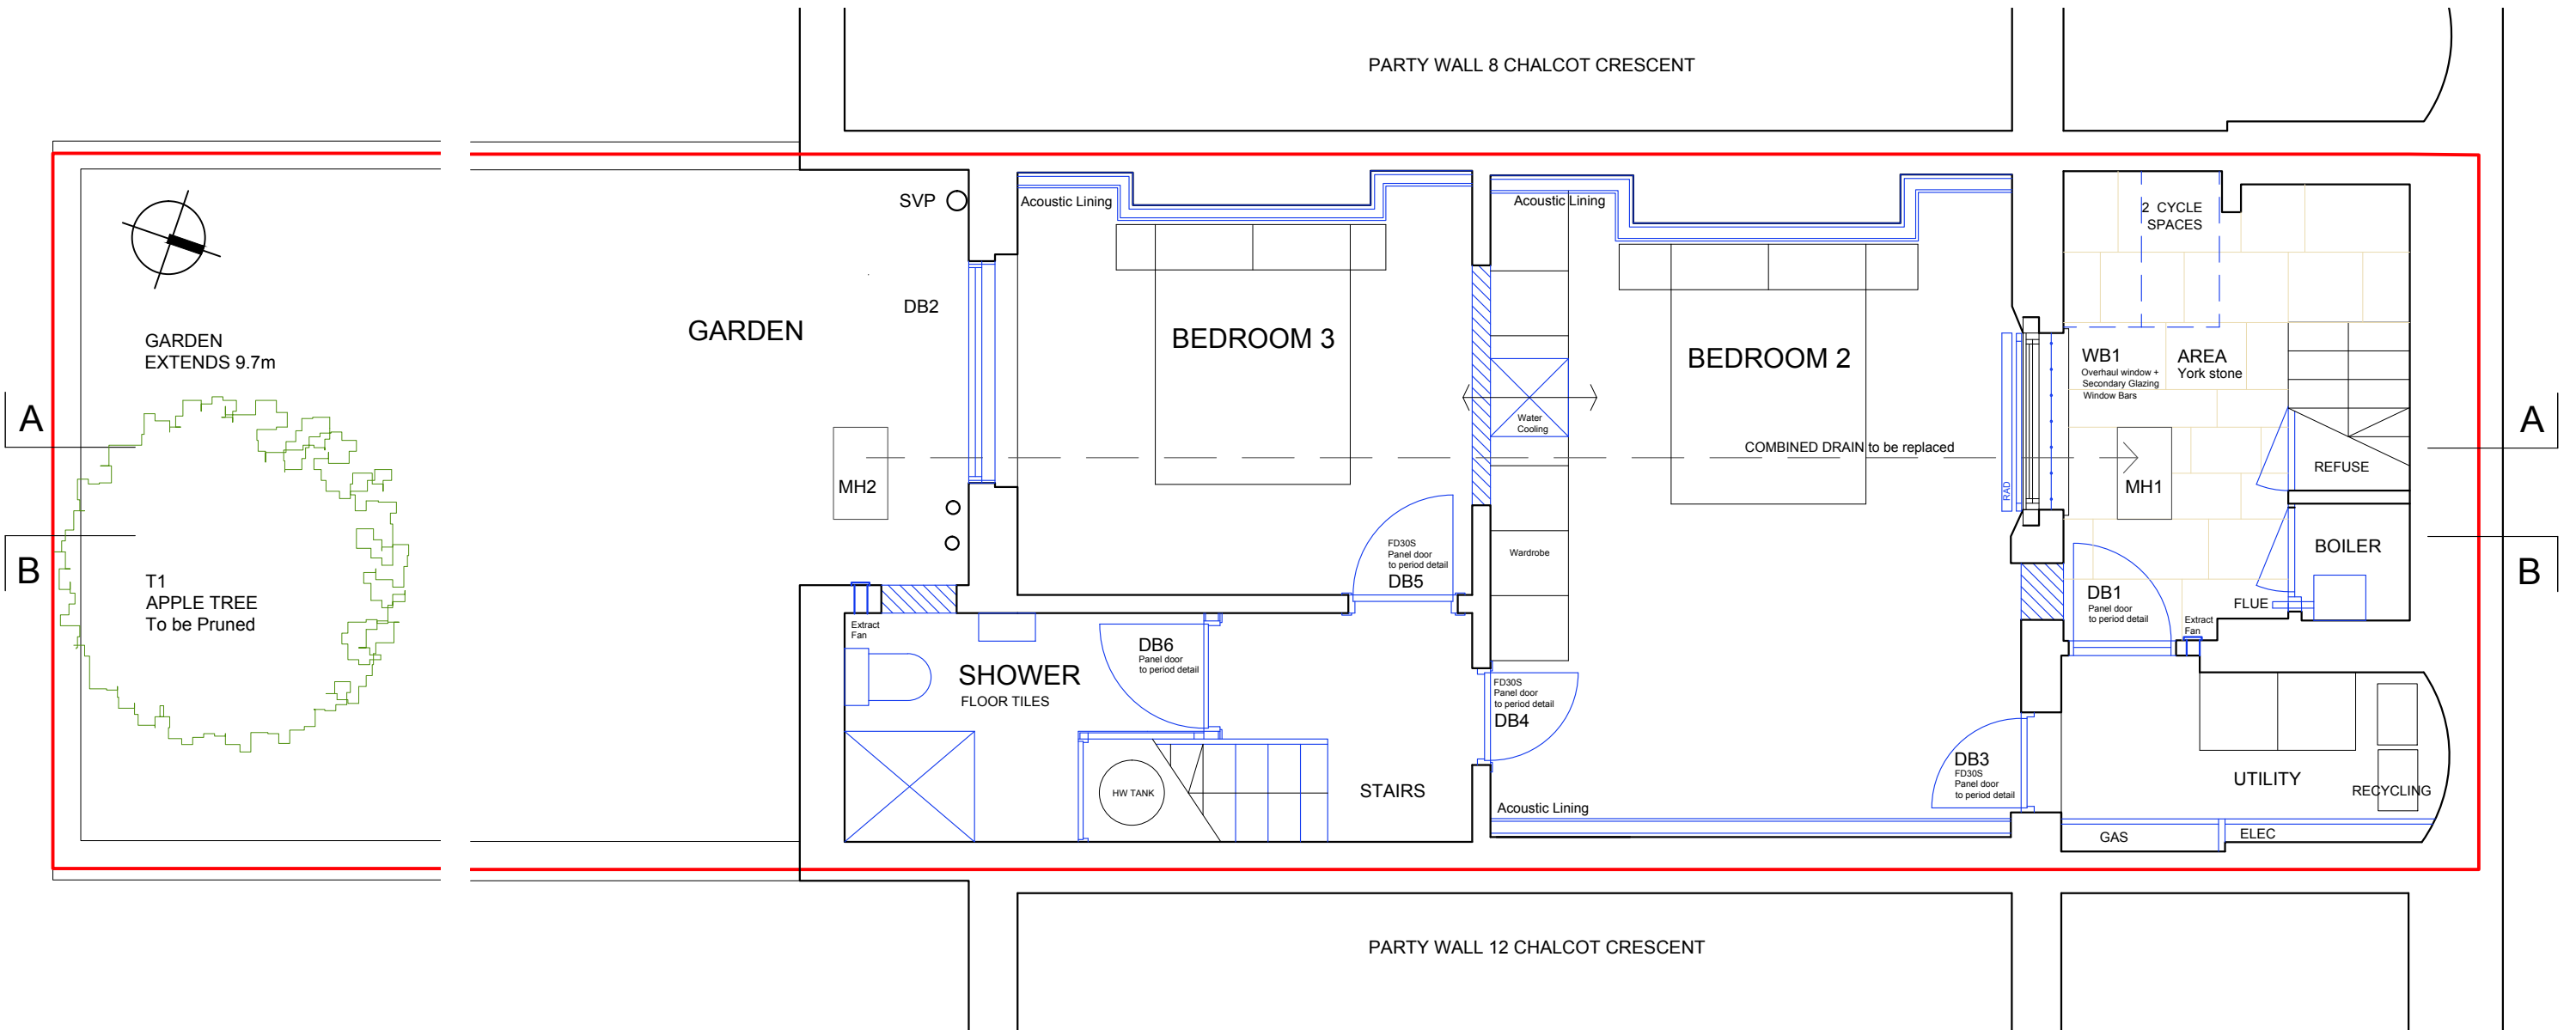 PARTY WALL 8 CHALCOT CRESCENT
SVP
Acoustic Lining
Acoustic Lining
2 CYCLE
SPACES
DB2
GARDEN
BEDROOM 3
BEDROOM 2
GARDEN
EXTENDS 9.7m
WB1
Overhaul window +
Secondary Glazing
Window Bars
AREA
York stone
A
A
Water
Cooling
COMBINED DRAIN to be replaced
REFUSE
MH2
RAD
MH1
B
B
FD30S
Panel door
to period detail
DB5
Wardrobe
BOILER
T1
APPLE TREE
To be Pruned
DB1
Panel door
to period detail
FLUE
Extract
Fan
Extract
Fan
DB6
Panel door
to period detail
SHOWER
FLOOR TILES
FD30S
Panel door
to period detail
DB4
DB3
FD30S
Panel door
to period detail
HW TANK
STAIRS
UTILITY
RECYCLING
Acoustic Lining
GAS
ELEC
PARTY WALL 12 CHALCOT CRESCENT